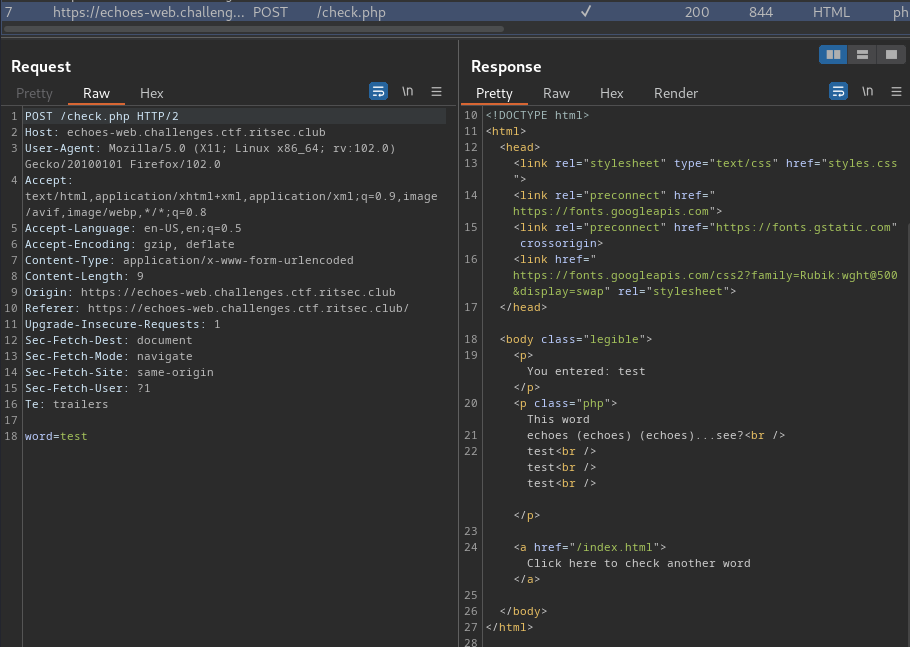 7 https://echoes-web.challeng... POST /check.php ✓ 200 844 HTML ph
Request
Pretty Raw Hex
\n
1 POST /check.php HTTP/2
2 Host: echoes-web.challenges.ctf.ritsec.club
3 User-Agent: Mozilla/5.0 (X11; Linux x86_64; rv:102.0)
Gecko/20100101 Firefox/102.0
4 Accept:
text/html,application/xhtml+xml,application/xml;q=0.9,image
/avif,image/webp,*/*;q=0.8
5 Accept-Language: en-US,en;q=0.5
6 Accept-Encoding: gzip, deflate
7 Content-Type: application/x-www-form-urlencoded
8 Content-Length: 9
9 Origin: https://echoes-web.challenges.ctf.ritsec.club
10 Referer: https://echoes-web.challenges.ctf.ritsec.club/
11 Upgrade-Insecure-Requests: 1
12 Sec-Fetch-Dest: document
13 Sec-Fetch-Mode: navigate
14 Sec-Fetch-Site: same-origin
15 Sec-Fetch-User: ?1
16 Te: trailers
17
18 word=test
Response
Pretty Raw Hex Render
\n
10 <!DOCTYPE html>
11 <html>
12 <head>
13 <link rel="stylesheet" type="text/css" href="styles.css
">
14 <link rel="preconnect" href="
https://fonts.googleapis.com">
15 <link rel="preconnect" href="https://fonts.gstatic.com"
crossorigin>
16 <link href="
https://fonts.googleapis.com/css2?family=Rubik:wght@500
&display=swap" rel="stylesheet">
17 </head>
18 <body class="legible">
19 <p>
You entered: test
</p>
20 <p class="php">
This word
21 echoes (echoes) (echoes)...see?<br />
22 test<br />
test<br />
test<br />
</p>
23
24 <a href="/index.html">
Click here to check another word
</a>
25
26 </body>
27 </html>
28